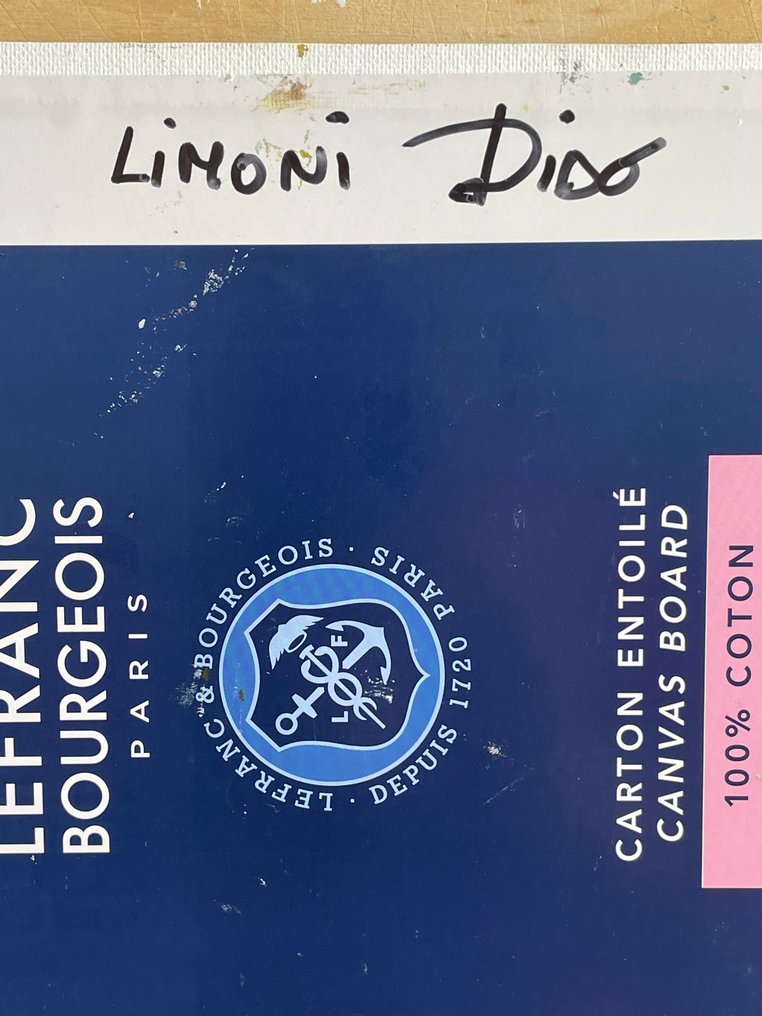 LiMONi DiDO
LEFRANC
BOURGEOIS
PARIS
LEFRANC & BOURGEOIS · PARIS
DEPUIS 1720 ·
L F
CARTON ENTOILÉ
CANVAS BOARD
100% COTON